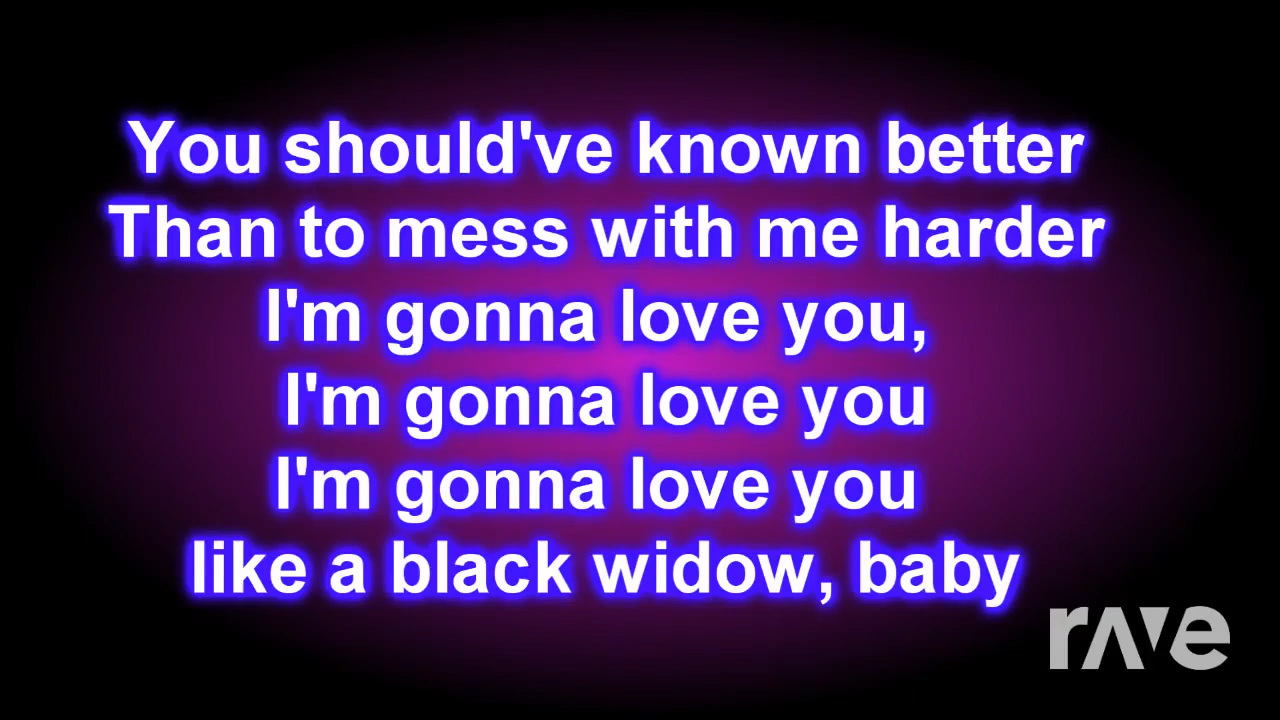 You should've known better
Than to mess with me harder
I'm gonna love you,
I'm gonna love you
I'm gonna love you
like a black widow, baby
rave